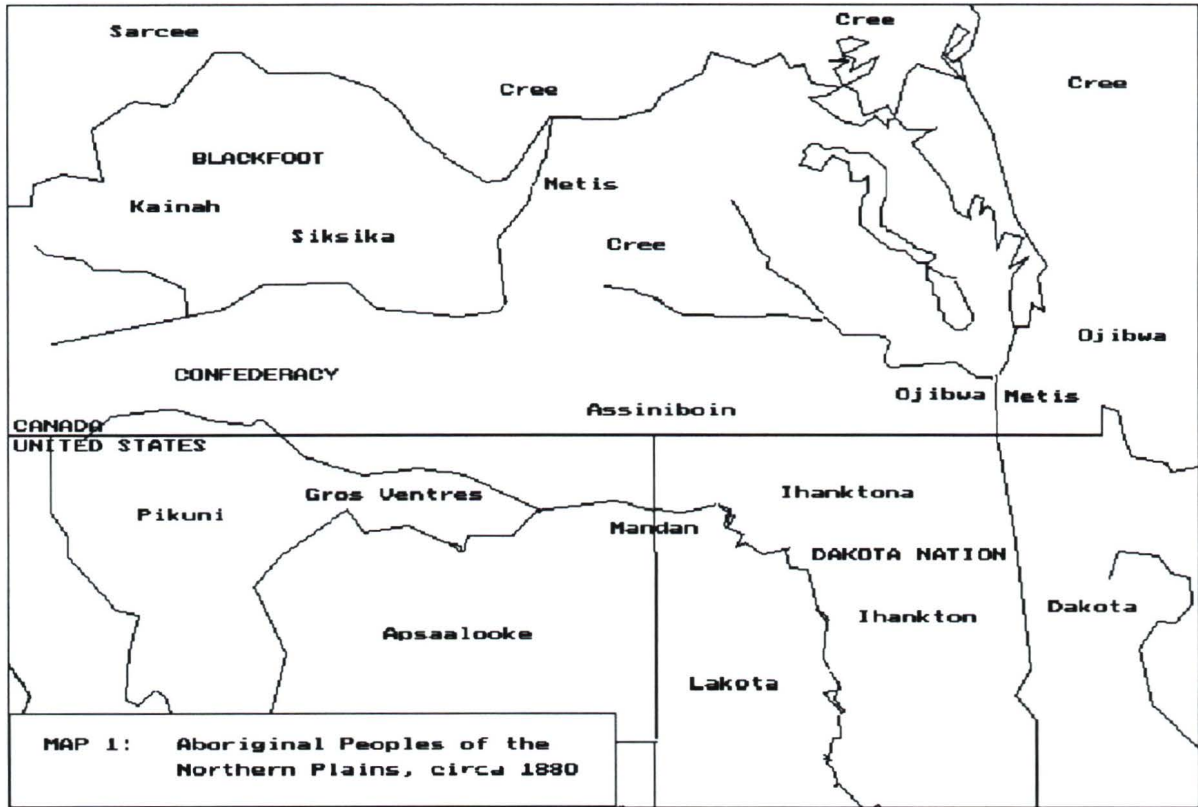 Cree
Sarcee
Cree
Cree
BLACKFOOT
Metis
Kainah
Siksika
Cree
Ojibwa
CONFEDERACY
Ojibwa Metis
Assiniboin
CANADA
UNITED STATES
Gros Ventres
Ihanktona
Pikuni
Mandan
DAKOTA NATION
Dakota
Ihankton
Apsaalooke
Lakota
MAP 1: Aboriginal Peoples of the
Northern Plains, circa 1880